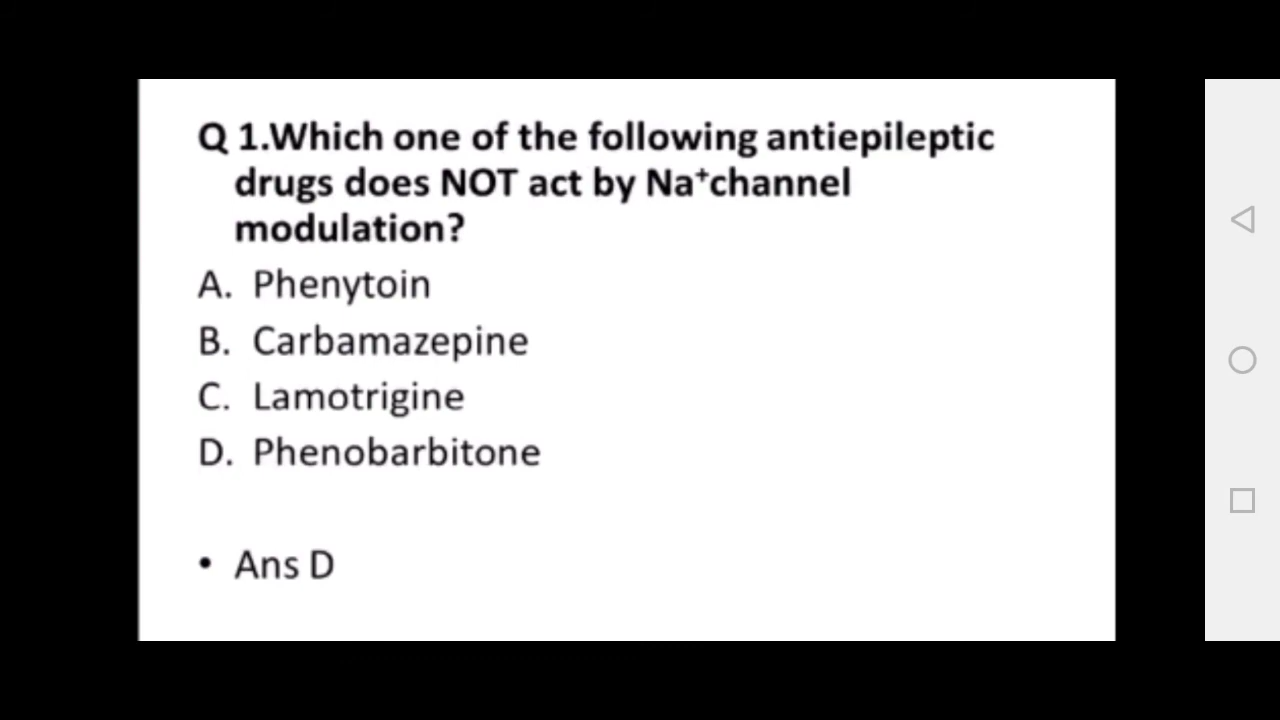 Q 1.Which one of the following antiepileptic
drugs does NOT act by Na⁺channel
modulation?
A. Phenytoin
B. Carbamazepine
C. Lamotrigine
D. Phenobarbitone
• Ans D